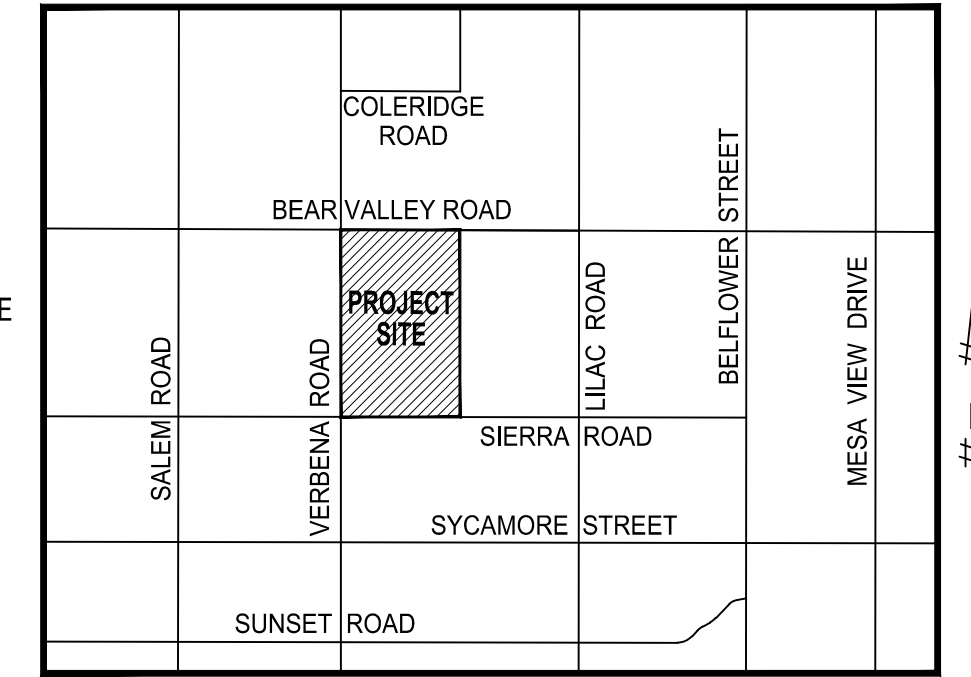 COLERIDGE
ROAD
BEAR VALLEY ROAD
BELFLOWER STREET
E
PROJECT
SITE
LILAC ROAD
MESA VIEW DRIVE
SALEM ROAD
VERBENA ROAD
#
SIERRA ROAD
#
SYCAMORE STREET
SUNSET ROAD